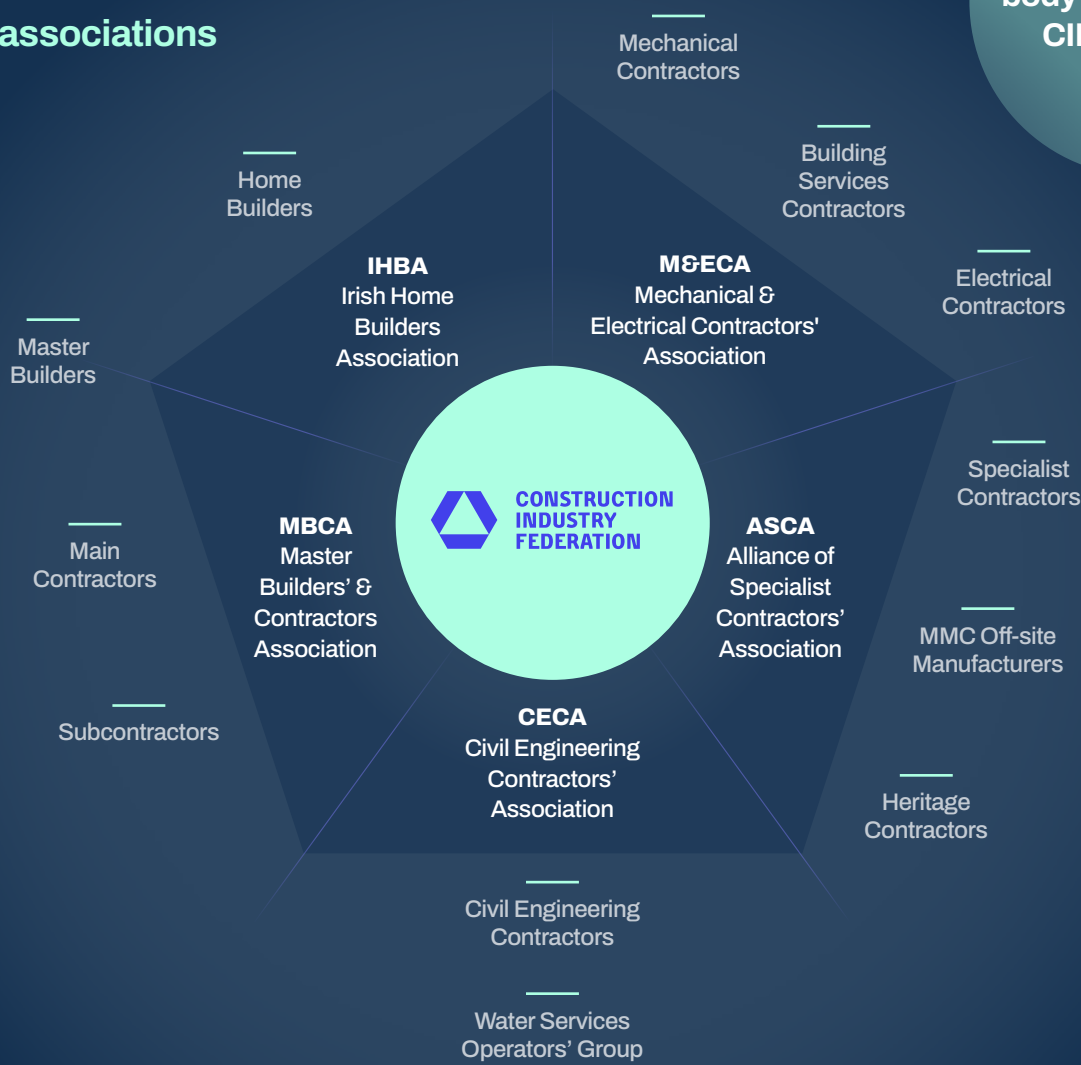 associations
body
Mechanical
Contractors
Building
Services
Contractors
Home
Builders
Electrical
Contractors
IHBA
Irish Home
Builders
Association
M&ECA
Mechanical &
Electrical Contractors'
Association
Master
Builders
Specialist
Contractors
CONSTRUCTION
INDUSTRY
FEDERATION
MBCA
Master
Builders’ &
Contractors
Association
ASCA
Alliance of
Specialist
Contractors’
Association
Main
Contractors
MMC Off-site
Manufacturers
Subcontractors
CECA
Civil Engineering
Contractors’
Association
Heritage
Contractors
Civil Engineering
Contractors
Water Services
Operators’ Group